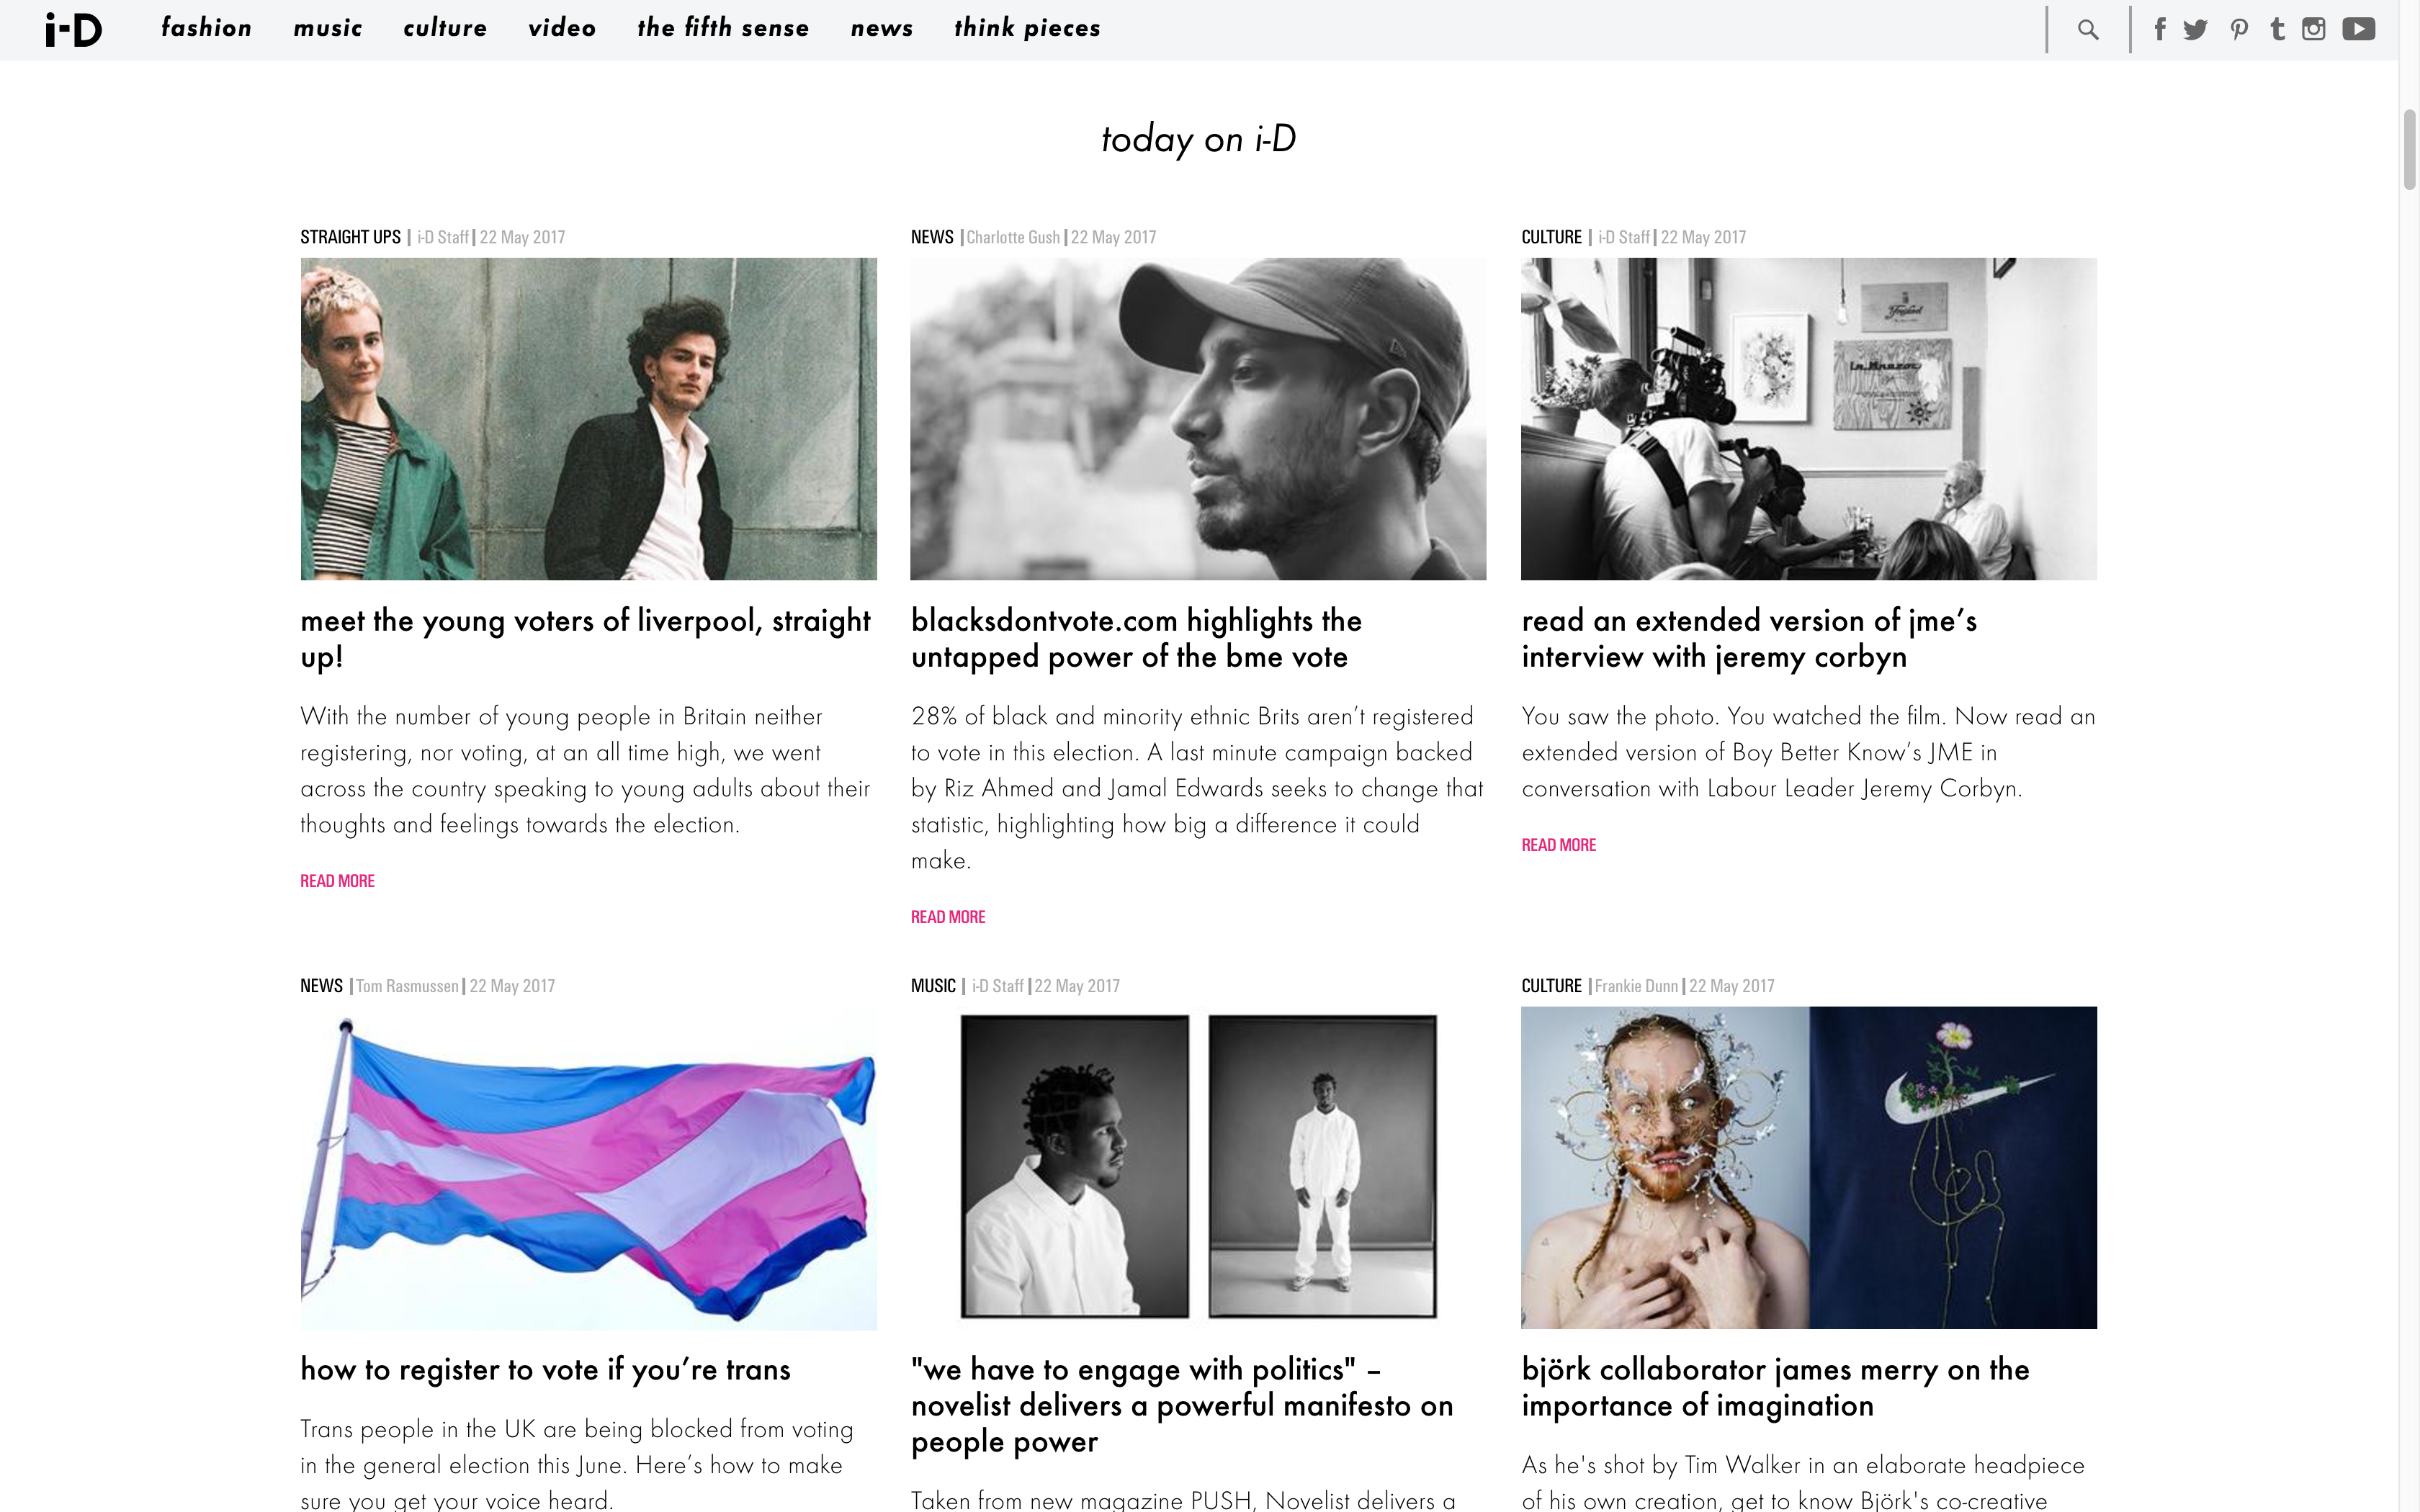 i-D
fashion music culture video the fifth sense news think pieces
today on i-D
STRAIGHT UPS | i-D Staff | 22 May 2017
meet the young voters of liverpool, straight
up!
With the number of young people in Britain neither
registering, nor voting, at an all time high, we went
across the country speaking to young adults about their
thoughts and feelings towards the election.
READ MORE
NEWS | Charlotte Gush | 22 May 2017
blacksdontvote.com highlights the
untapped power of the bme vote
28% of black and minority ethnic Brits aren’t registered
to vote in this election. A last minute campaign backed
by Riz Ahmed and Jamal Edwards seeks to change that
statistic, highlighting how big a difference it could
make.
READ MORE
CULTURE | i-D Staff | 22 May 2017
read an extended version of jme’s
interview with jeremy corbyn
You saw the photo. You watched the film. Now read an
extended version of Boy Better Know’s JME in
conversation with Labour Leader Jeremy Corbyn.
READ MORE
NEWS | Tom Rasmussen | 22 May 2017
how to register to vote if you’re trans
Trans people in the UK are being blocked from voting
in the general election this June. Here’s how to make
sure you get your voice heard.
MUSIC | i-D Staff | 22 May 2017
"we have to engage with politics" –
novelist delivers a powerful manifesto on
people power
Taken from new magazine PUSH, Novelist delivers a
CULTURE | Frankie Dunn | 22 May 2017
björk collaborator james merry on the
importance of imagination
As he's shot by Tim Walker in an elaborate headpiece
of his own creation, get to know Björk's co-creative